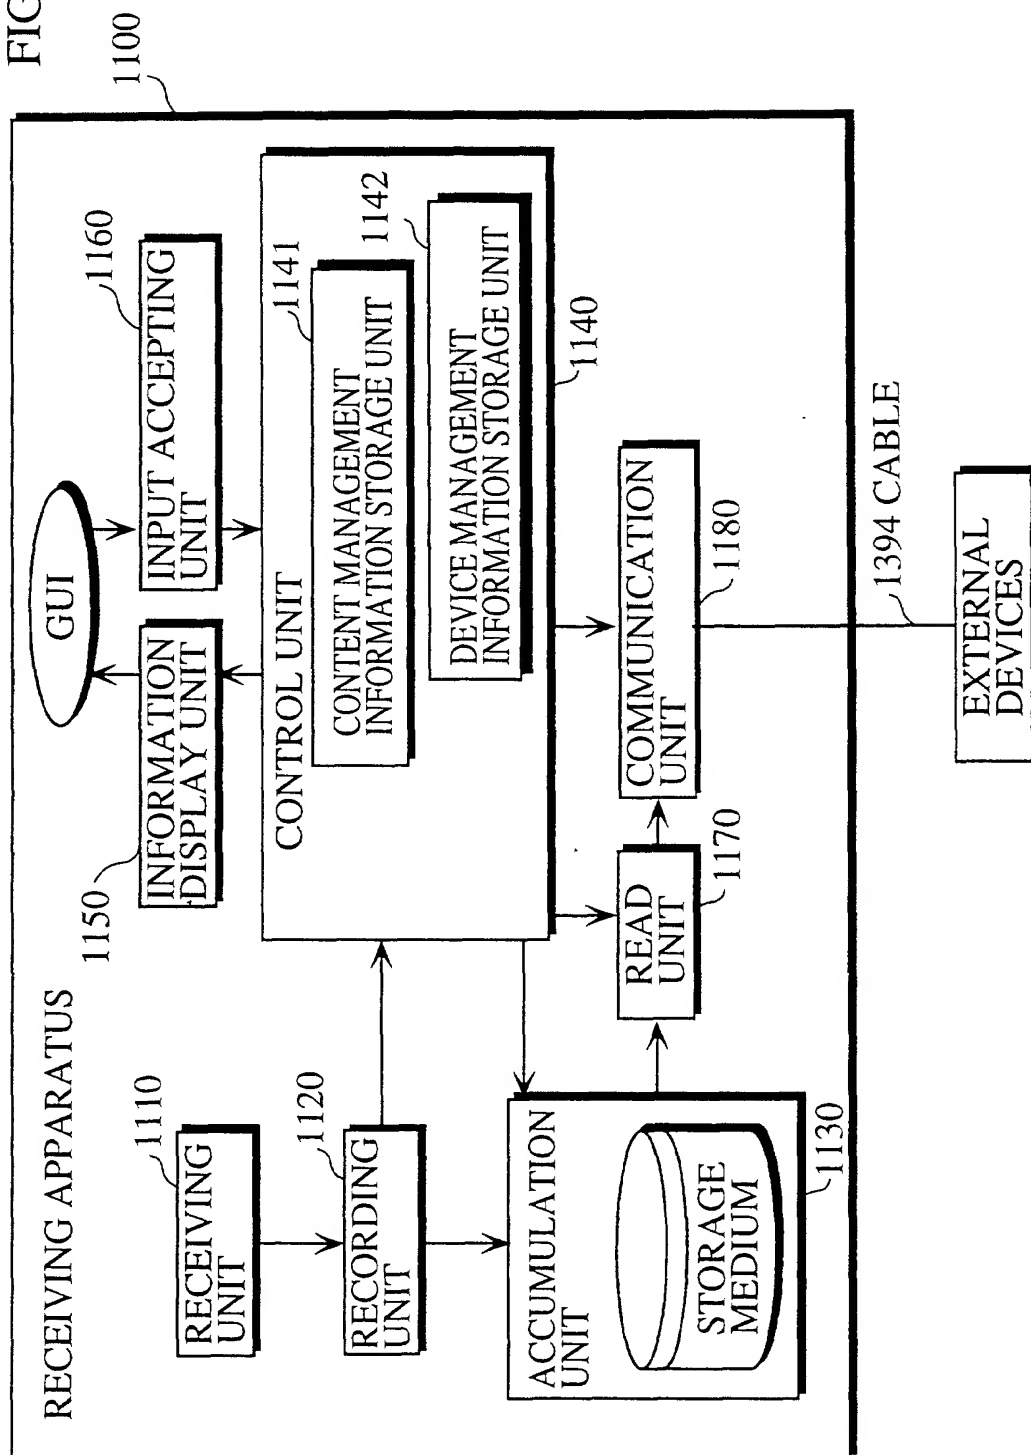 FIG
1100
RECEIVING APPARATUS
GUI
1150
INFORMATION
DISPLAY UNIT
1160
INPUT ACCEPTING
UNIT
1110
RECEIVING
UNIT
1120
RECORDING
UNIT
CONTROL UNIT
1141
CONTENT MANAGEMENT
INFORMATION STORAGE UNIT
1142
DEVICE MANAGEMENT
INFORMATION STORAGE UNIT
1140
ACCUMULATION
UNIT
STORAGE
MEDIUM
1130
READ
UNIT
1170
COMMUNICATION
UNIT
1180
1394 CABLE
EXTERNAL
DEVICES